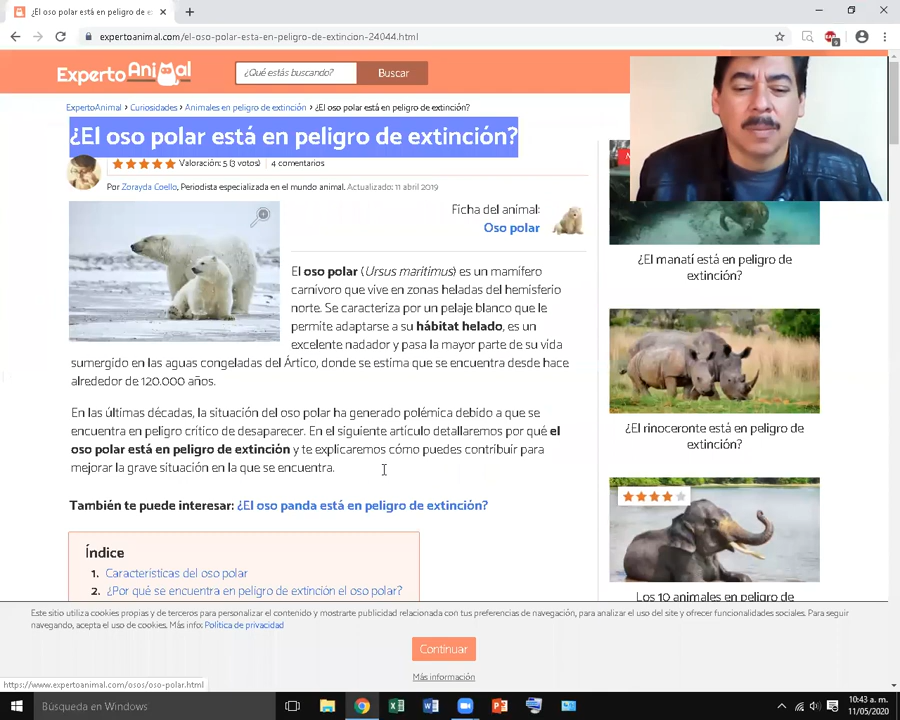 ¿El oso polar está en peligro de e
expertoanimal.com/el-oso-polar-esta-en-peligro-de-extincion-24044.html
ExpertoAnimal
¿Qué estás buscando?
Buscar
ExpertoAnimal › Curiosidades › Animales en peligro de extinción › ¿El oso polar está en peligro de extinción?
¿El oso polar está en peligro de extinción?
Valoración: 5 (3 votos)
4 comentarios
Por Zorayda Coello, Periodista especializada en el mundo animal. Actualizado: 11 abril 2019
Ficha del animal:
Oso polar
El oso polar (Ursus maritimus) es un mamífero
carnívoro que vive en zonas heladas del hemisferio
norte. Se caracteriza por un pelaje blanco que le
permite adaptarse a su hábitat helado, es un
excelente nadador y pasa la mayor parte de su vida
sumergido en las aguas congeladas del Ártico, donde se estima que se encuentra desde hace
alrededor de 120.000 años.
En las últimas décadas, la situación del oso polar ha generado polémica debido a que se
encuentra en peligro crítico de desaparecer. En el siguiente artículo detallaremos por qué el
oso polar está en peligro de extinción y te explicaremos cómo puedes contribuir para
mejorar la grave situación en la que se encuentra.
También te puede interesar: ¿El oso panda está en peligro de extinción?
Índice
1. Características del oso polar
2. ¿Por qué se encuentra en peligro de extinción el oso polar?
¿El manatí está en peligro de
extinción?
¿El rinoceronte está en peligro de
extinción?
Los 10 animales en peligro de
Este sitio utiliza cookies propias y de terceros para personalizar el contenido y mostrarte publicidad relacionada con tus preferencias de navegación, para analizar el uso del site y ofrecer funcionalidades sociales. Para seguir
navegando, acepta el uso de cookies. Más info: Política de privacidad
Continuar
Más información
https://www.expertoanimal.com/osos/oso-polar.html
Búsqueda en Windows
10:43 a. m.
11/05/2020